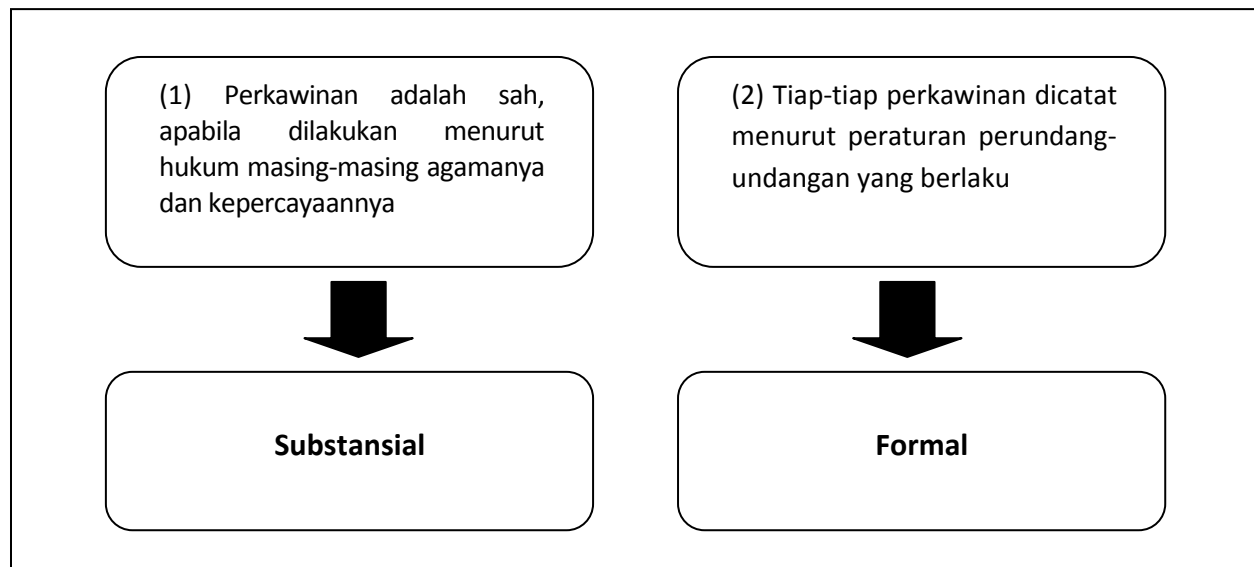 (1) Perkawinan adalah sah,
apabila dilakukan menurut
hukum masing-masing agamanya
dan kepercayaannya
(2) Tiap-tiap perkawinan dicatat
menurut peraturan perundang-
undangan yang berlaku
Substansial
Formal